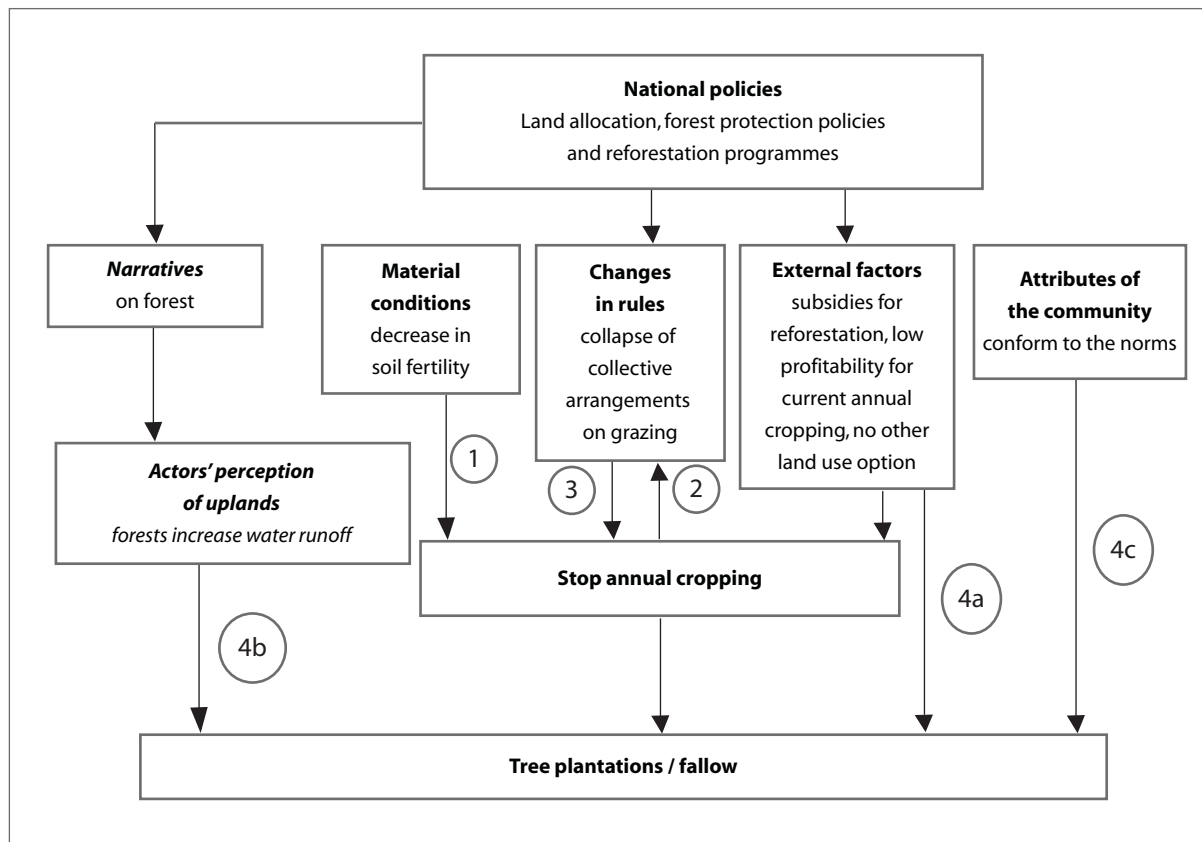 National policies
Land allocation, forest protection policies
and reforestation programmes
Narratives
on forest
Material
conditions
decrease in
soil fertility
Changes
in rules
collapse of
collective
arrangements
on grazing
External factors
subsidies for
reforestation, low
profitability for
current annual
cropping, no other
land use option
Attributes of
the community
conform to the norms
Actors' perception
of uplands
forests increase water runoff
1
3
2
Stop annual cropping
4c
4a
4b
Tree plantations / fallow